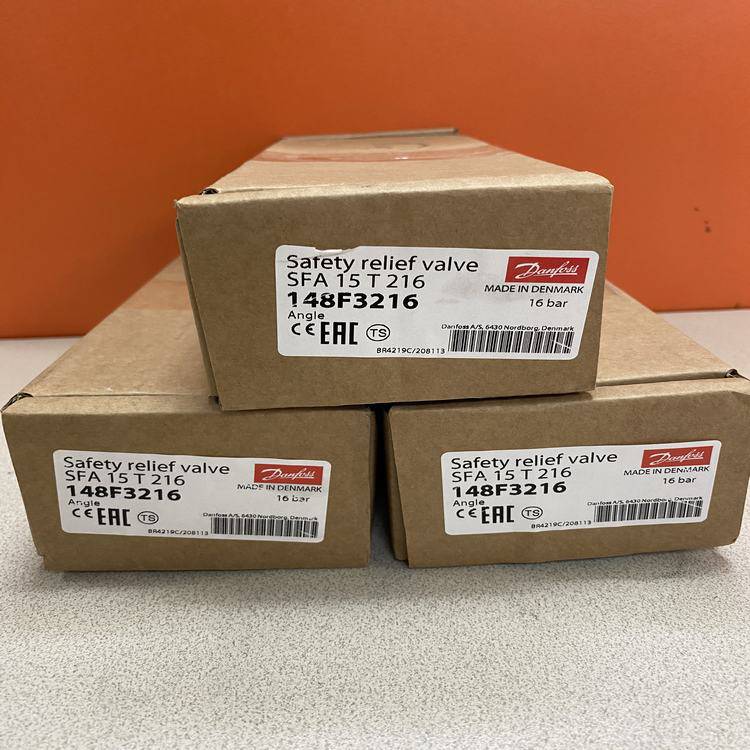 Safety relief valve
SFA 15 T 216
148F3216
Angle
CE EAC TS
Danfoss
MADE IN DENMARK
16 bar
Danfoss A/S, 6430 Nordborg, Denmark
BR4219C/208113
Safety relief valve
SFA 15 T 216
148F3216
Angle
CE EAC TS
Danfoss
MADE IN DENMARK
16 bar
Danfoss A/S, 6430 Nordborg, Denmark
BR4219C/208113
Safety relief valve
SFA 15 T 216
148F3216
Angle
CE EAC TS
Danfoss
MADE IN DENMARK
16 bar
Danfoss A/S, 6430 Nordborg, Denmark
BR4219C/208113